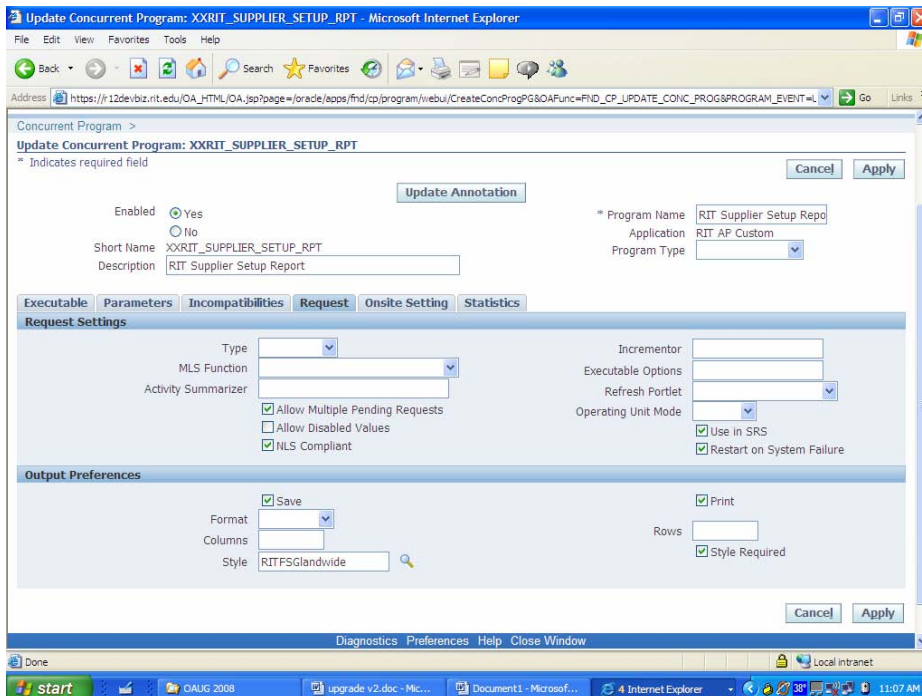 Update Concurrent Program: XXRIT_SUPPLIER_SETUP_RPT - Microsoft Internet Explorer
File Edit View Favorites Tools Help
Back Search Favorites
Address https://r12devbiz.rit.edu/OA_HTML/OA.jsp?page=/oracle/apps/fnd/cp/program/webui/CreateConcProgPG&OAFunc=FND_CP_UPDATE_CONC_PROG&PROGRAM_EVENT=L Go Links
Concurrent Program >
Update Concurrent Program: XXRIT_SUPPLIER_SETUP_RPT
* Indicates required field
Cancel Apply
Update Annotation
Enabled Yes * Program Name RIT Supplier Setup Repo
No Application RIT AP Custom
Short Name XXRIT_SUPPLIER_SETUP_RPT Program Type
Description RIT Supplier Setup Report
Executable Parameters Incompatibilities Request Onsite Setting Statistics
Request Settings
Type Incrementor
MLS Function Executable Options
Activity Summarizer Refresh Portlet
Allow Multiple Pending Requests Operating Unit Mode
Allow Disabled Values Use in SRS
NLS Compliant Restart on System Failure
Output Preferences
Save Print
Format
Columns Rows
Style RITFSGlandwide Style Required
Cancel Apply
Diagnostics Preferences Help Close Window
Done Local intranet
start OAUG 2008 upgrade v2.doc - Mic... Document1 - Microsof... 4 Internet Explorer 38° 11:07 AM